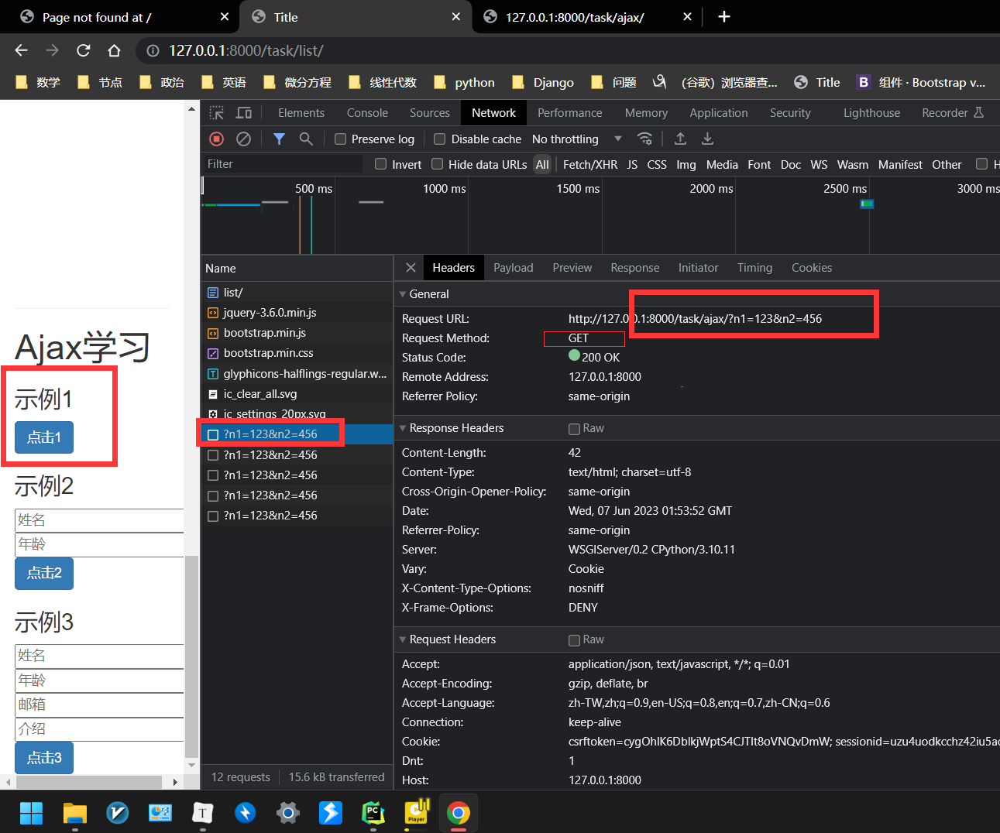 Page not found at /
Title
127.0.0.1:8000/task/ajax/
127.0.0.1:8000/task/list/
数学 节点 政治 英语 微分方程 线性代数 python Django 问题 (谷歌) 浏览器查... Title B 组件 · Bootstrap v...
Elements Console Sources Network Performance Memory Application Security Lighthouse Recorder
Preserve log Disable cache No throttling
Filter Invert Hide data URLs All Fetch/XHR JS CSS Img Media Font Doc WS Wasm Manifest Other H
500 ms 1000 ms 1500 ms 2000 ms 2500 ms 3000 ms
Ajax学习
示例1
点击1
示例2
姓名
年龄
点击2
示例3
姓名
年龄
邮箱
介绍
点击3
Name
list/
jquery-3.6.0.min.js
bootstrap.min.js
bootstrap.min.css
glyphicons-halflings-regular.w...
ic_clear_all.svg
ic_settings_20px.svg
?n1=123&n2=456
?n1=123&n2=456
?n1=123&n2=456
?n1=123&n2=456
?n1=123&n2=456
12 requests 15.6 kB transferred
Headers Payload Preview Response Initiator Timing Cookies
General
Request URL: http://127.0.0.1:8000/task/ajax/?n1=123&n2=456
Request Method: GET
Status Code: 200 OK
Remote Address: 127.0.0.1:8000
Referrer Policy: same-origin
Response Headers Raw
Content-Length: 42
Content-Type: text/html; charset=utf-8
Cross-Origin-Opener-Policy: same-origin
Date: Wed, 07 Jun 2023 01:53:52 GMT
Referrer-Policy: same-origin
Server: WSGIServer/0.2 CPython/3.10.11
Vary: Cookie
X-Content-Type-Options: nosniff
X-Frame-Options: DENY
Request Headers Raw
Accept: application/json, text/javascript, */*; q=0.01
Accept-Encoding: gzip, deflate, br
Accept-Language: zh-TW,zh;q=0.9,en-US;q=0.8,en;q=0.7,zh-CN;q=0.6
Connection: keep-alive
Cookie: csrftoken=cygOhlK6DblkjWptS4CJTlt8oVNQvDmW; sessionid=uzu4uodkcchz42iu5a
Dnt: 1
Host: 127.0.0.1:8000
T
PC
Player